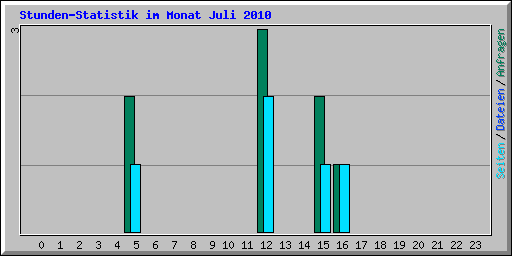 Stunden-Statistik im Monat Juli 2010
3
Seiten/Dateien/Anfragen
0 1 2 3 4 5 6 7 8 9 10 11 12 13 14 15 16 17 18 19 20 21 22 23